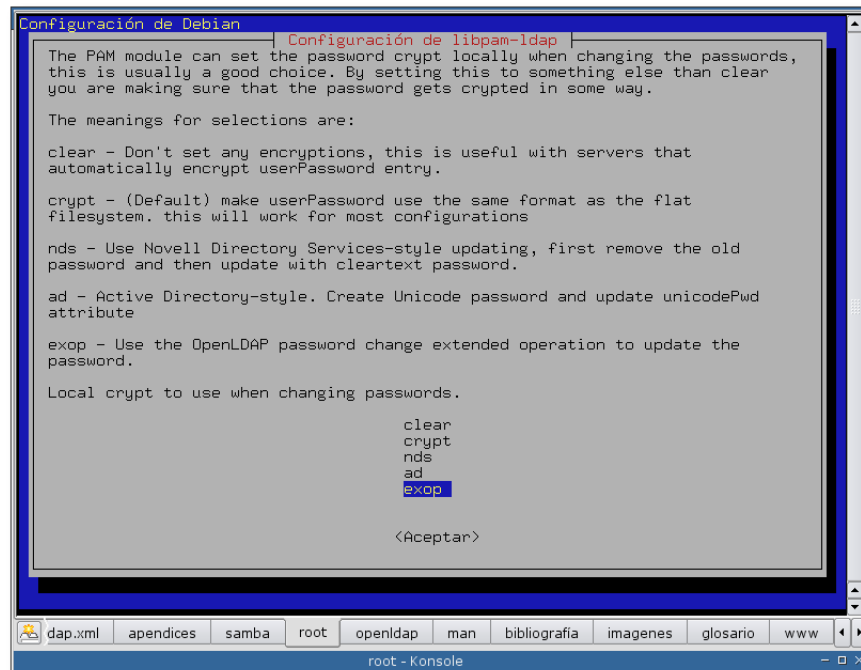 Configuración de Debian
Configuración de libpam-ldap
The PAM module can set the password crypt locally when changing the passwords,
this is usually a good choice. By setting this to something else than clear
you are making sure that the password gets crypted in some way.
The meanings for selections are:
clear – Don't set any encryptions, this is useful with servers that
automatically encrypt userPassword entry.
crypt – (Default) make userPassword use the same format as the flat
filesystem. this will work for most configurations
nds – Use Novell Directory Services-style updating, first remove the old
password and then update with cleartext password.
ad – Active Directory-style. Create Unicode password and update unicodePwd
attribute
exop – Use the OpenLDAP password change extended operation to update the
password.
Local crypt to use when changing passwords.
clear
crypt
nds
ad
exop
<Aceptar>
dap.xml apendices samba root openldap man bibliografía imagenes glosario www
root - Konsole